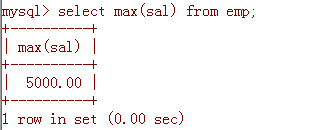 mysql> select max(sal) from emp;
+----------+
| max(sal) |
+----------+
|  5000.00 |
+----------+
1 row in set (0.00 sec)